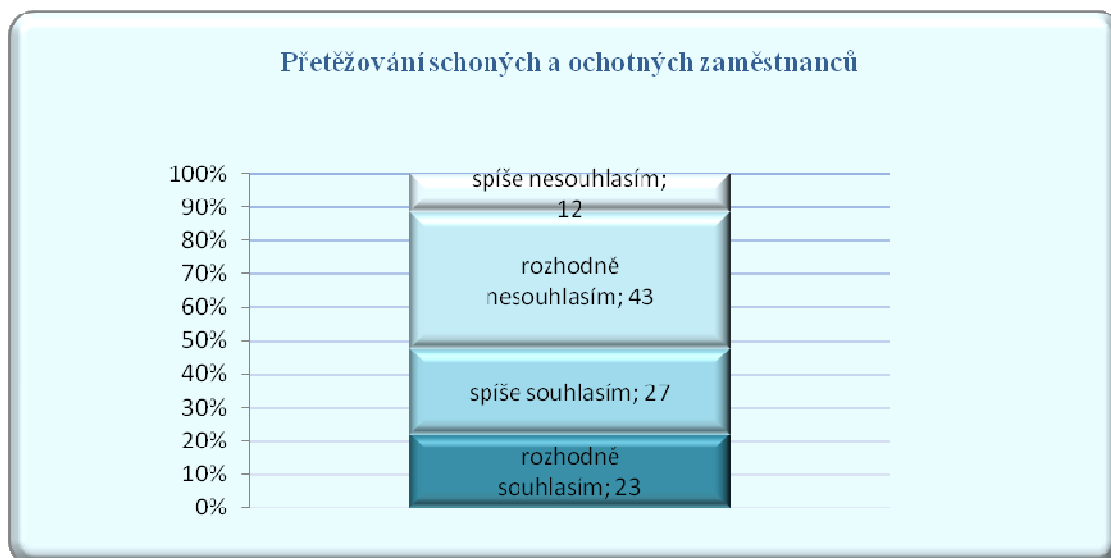 Přetěžování schoných a ochotných zaměstnanců
100%
90%
80%
70%
60%
50%
40%
30%
20%
10%
0%
spíše nesouhlasím;
12
rozhodně
nesouhlasím; 43
spíše souhlasím; 27
rozhodně
souhlasím; 23